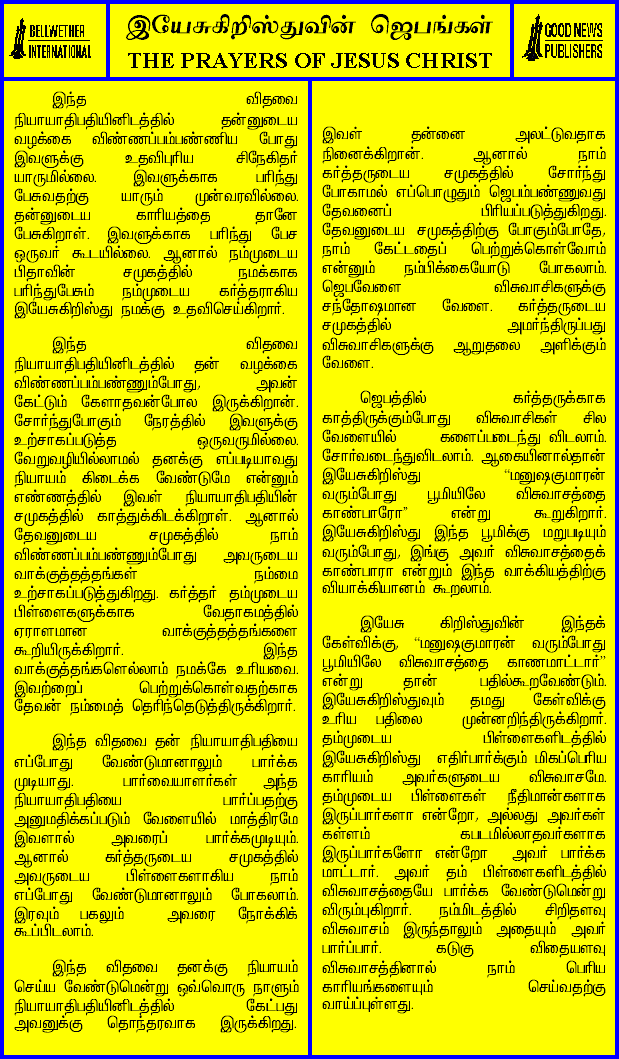 BELLWETHER
INTERNATIONAL
இயேசுகிறிஸ்துவின் ஜெபங்கள்
THE PRAYERS OF JESUS CHRIST
GOOD NEWS
PUBLISHERS
இந்த விதவை
நியாயாதிபதியினிடத்தில் தன்னுடைய
வழக்கை விண்ணப்பம்பண்ணிய போது
இவளுக்கு உதவிபுரிய சிநேகிதர்
யாருமில்லை. இவளுக்காக பரிந்து
பேசுவதற்கு யாரும் முன்வரவில்லை.
தன்னுடைய காரியத்தை தானே
பேசுகிறாள். இவளுக்காக பரிந்து பேச
ஒருவர் கூடயில்லை. ஆனால் நம்முடைய
பிதாவின் சமுகத்தில் நமக்காக
பரிந்துபேசும் நம்முடைய கர்த்தராகிய
இயேசுகிறிஸ்து நமக்கு உதவிசெய்கிறார்.
இந்த விதவை
நியாயாதிபதியினிடத்தில் தன் வழக்கை
விண்ணப்பம்பண்ணும்போது, அவன்
கேட்டும் கேளாதவன்போல இருக்கிறான்.
சோர்ந்துபோகும் நேரத்தில் இவளுக்கு
உற்சாகப்படுத்த ஒருவருமில்லை.
வேறுவழியில்லாமல் தனக்கு எப்படியாவது
நியாயம் கிடைக்க வேண்டுமே என்னும்
எண்ணத்தில் இவள் நியாயாதிபதியின்
சமுகத்தில் காத்துக்கிடக்கிறாள். ஆனால்
தேவனுடைய சமுகத்தில் நாம்
விண்ணப்பம்பண்ணும்போது அவருடைய
வாக்குத்தத்தங்கள் நம்மை
உற்சாகப்படுத்துகிறது. கர்த்தர் தம்முடைய
பிள்ளைகளுக்காக வேதாகமத்தில்
ஏராளமான வாக்குத்தத்தங்களை
கூறியிருக்கிறார். இந்த
வாக்குத்தங்களெல்லாம் நமக்கே உரியவை.
இவற்றைப் பெற்றுக்கொள்வதற்காக
தேவன் நம்மைத் தெரிந்தெடுத்திருக்கிறார்.
இந்த விதவை தன் நியாயாதிபதியை
எப்போது வேண்டுமானாலும் பார்க்க
முடியாது. பார்வையாளர்கள் அந்த
நியாயாதிபதியை பார்ப்பதற்கு
அனுமதிக்கப்படும் வேளையில் மாத்திரமே
இவளால் அவரைப் பார்க்கமுடியும்.
ஆனால் கர்த்தருடைய சமுகத்தில்
அவருடைய பிள்ளைகளாகிய நாம்
எப்போது வேண்டுமானாலும் போகலாம்.
இரவும் பகலும் அவரை நோக்கிக்
கூப்பிடலாம்.
இந்த விதவை தனக்கு நியாயம்
செய்ய வேண்டுமென்று ஒவ்வொரு நாளும்
நியாயாதிபதியினிடத்தில் கேட்பது
அவனுக்கு தொந்தரவாக இருக்கிறது.
இவள் தன்னை அலட்டுவதாக
நினைக்கிறான். ஆனால் நாம்
கர்த்தருடைய சமுகத்தில் சோர்ந்து
போகாமல் எப்பொழுதும் ஜெபம்பண்ணுவது
தேவனைப் பிரியப்படுத்துகிறது.
தேவனுடைய சமுகத்திற்கு போகும்போதே,
நாம் கேட்டதைப் பெற்றுக்கொள்வோம்
என்னும் நம்பிக்கையோடு போகலாம்.
ஜெபவேளை விசுவாசிகளுக்கு
சந்தோஷமான வேளை. கர்த்தருடைய
சமுகத்தில் அமர்ந்திருப்பது
விசுவாசிகளுக்கு ஆறுதலை அளிக்கும்
வேளை.
ஜெபத்தில் கர்த்தருக்காக
காத்திருக்கும்போது விசுவாசிகள் சில
வேளையில் களைப்படைந்து விடலாம்.
சோர்வடைந்துவிடலாம். ஆகையினால்தான்
இயேசுகிறிஸ்து “மனுஷகுமாரன்
வரும்போது பூமியிலே விசுவாசத்தை
காண்பாரோ” என்று கூறுகிறார்.
இயேசுகிறிஸ்து இந்த பூமிக்கு மறுபடியும்
வரும்போது, இங்கு அவர் விசுவாசத்தைக்
காண்பாரா என்றும் இந்த வாக்கியத்திற்கு
வியாக்கியானம் கூறலாம்.
இயேசு கிறிஸ்துவின் இந்தக்
கேள்விக்கு, “மனுஷகுமாரன் வரும்போது
பூமியிலே விசுவாசத்தை காணமாட்டார்”
என்று தான் பதில்கூறவேண்டும்.
இயேசுகிறிஸ்துவும் தமது கேள்விக்கு
உரிய பதிலை முன்னறிந்திருக்கிறார்.
தம்முடைய பிள்ளைகளிடத்தில்
இயேசுகிறிஸ்து எதிர்பார்க்கும் மிகப்பெரிய
காரியம் அவர்களுடைய விசுவாசமே.
தம்முடைய பிள்ளைகள் நீதிமான்களாக
இருப்பார்களா என்றோ, அல்லது அவர்கள்
கள்ளம் கபடமில்லாதவர்களாக
இருப்பார்களோ என்றோ அவர் பார்க்க
மாட்டார். அவர் தம் பிள்ளைகளிடத்தில்
விசுவாசத்தையே பார்க்க வேண்டுமென்று
விரும்புகிறார். நம்மிடத்தில் சிறிதளவு
விசுவாசம் இருந்தாலும் அதையும் அவர்
பார்ப்பார். கடுகு விதையளவு
விசுவாசத்தினால் நாம் பெரிய
காரியங்களையும் செய்வதற்கு
வாய்ப்புள்ளது.